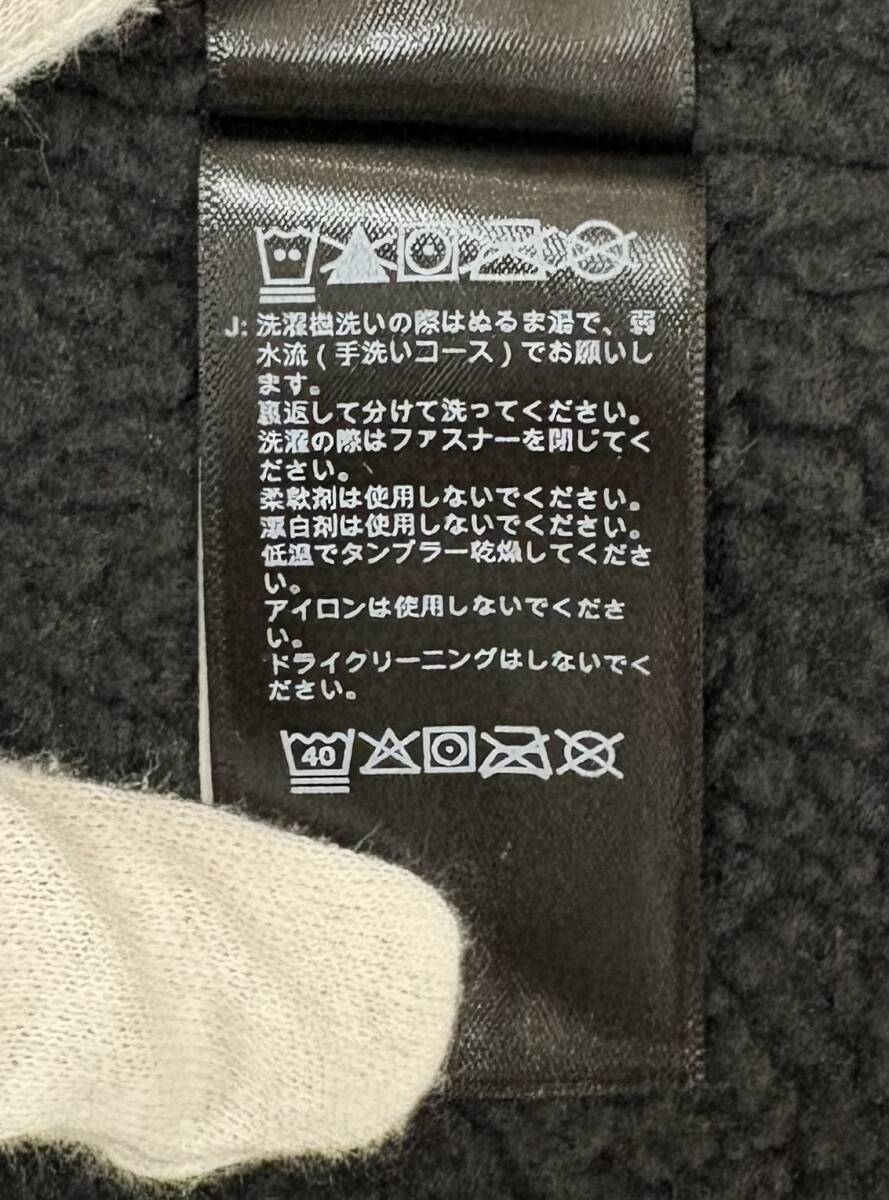 J: 洗濯機洗いの際はぬるま湯で、弱
水流(手洗いコース)でお願いし
ます。
裏返して分けて洗ってください。
洗濯の際はファスナーを閉じてく
ださい。
柔軟剤は使用しないでください。
漂白剤は使用しないでください。
低温でタンブラー乾燥してくださ
い。
アイロンは使用しないでくださ
い。
ドライクリーニングはしないでく
ださい。
40